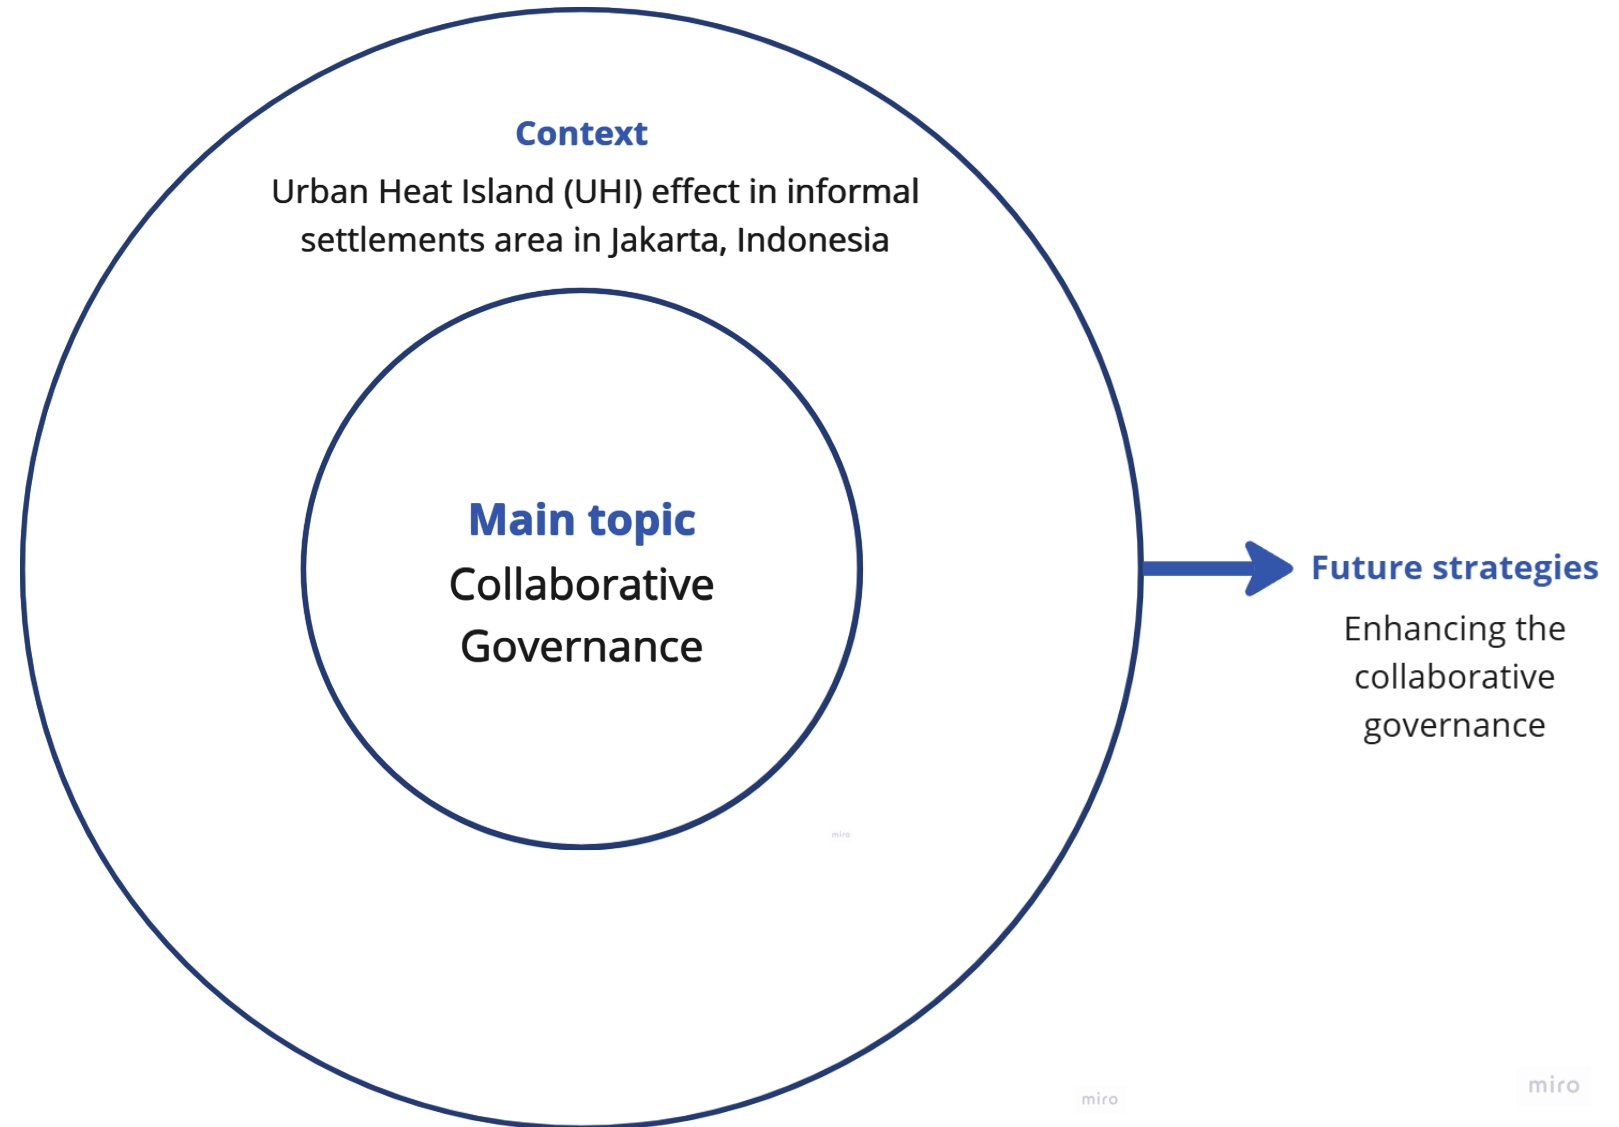 Context
Urban Heat Island (UHI) effect in informal
settlements area in Jakarta, Indonesia
Main topic
Collaborative
Governance
Future strategies
Enhancing the
collaborative
governance
miro
miro
miro